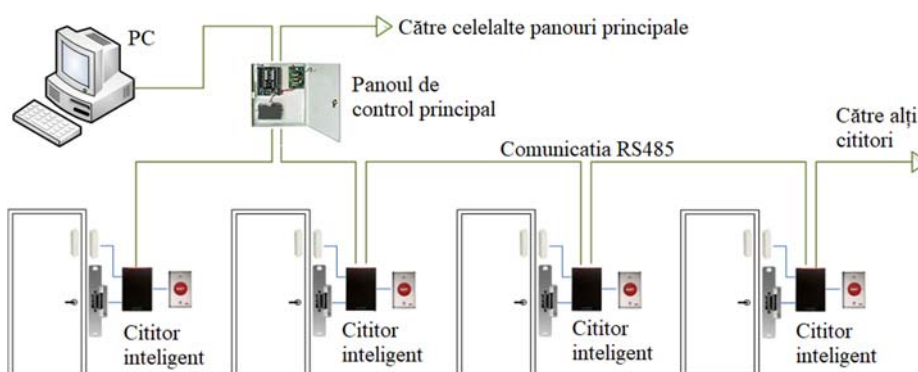 PC
Către celelalte panouri principale
Panoul de
control principal
Către alți
cititori
Comunicatia RS485
Cititor
inteligent
Cititor
inteligent
Cititor
inteligent
Cititor
inteligent